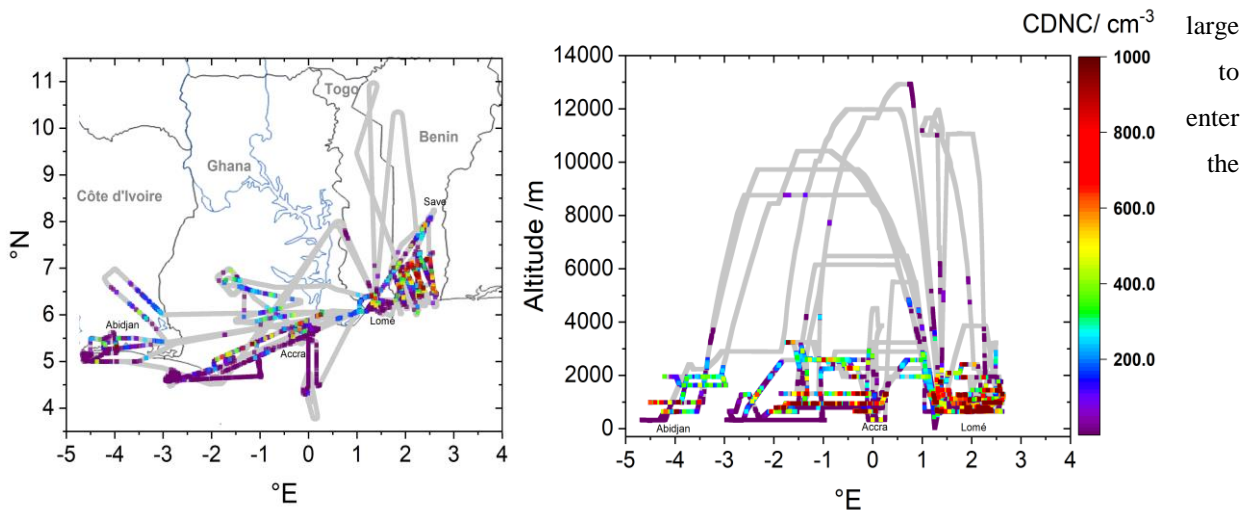 11
10
9
8
7
6
5
4
°N
Togo
Benin
Ghana
Côte d'Ivoire
Save
Abidjan
Lomé
Accra
-5 -4 -3 -2 -1 0 1 2 3 4
°E
14000
12000
10000
8000
6000
4000
2000
0
Altitude /m
Abidjan
Accra
Lomé
-5 -4 -3 -2 -1 0 1 2 3 4
°E
CDNC/ cm⁻³
1000
800.0
600.0
400.0
200.0
large
to
enter
the